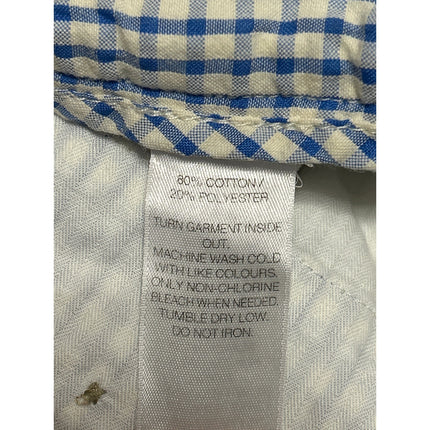 80% COTTON/
20% POLYESTER
TURN GARMENT INSIDE
OUT.
MACHINE WASH COLD
WITH LIKE COLOURS.
ONLY NON-CHLORINE
BLEACH WHEN NEEDED.
TUMBLE DRY LOW.
DO NOT IRON.